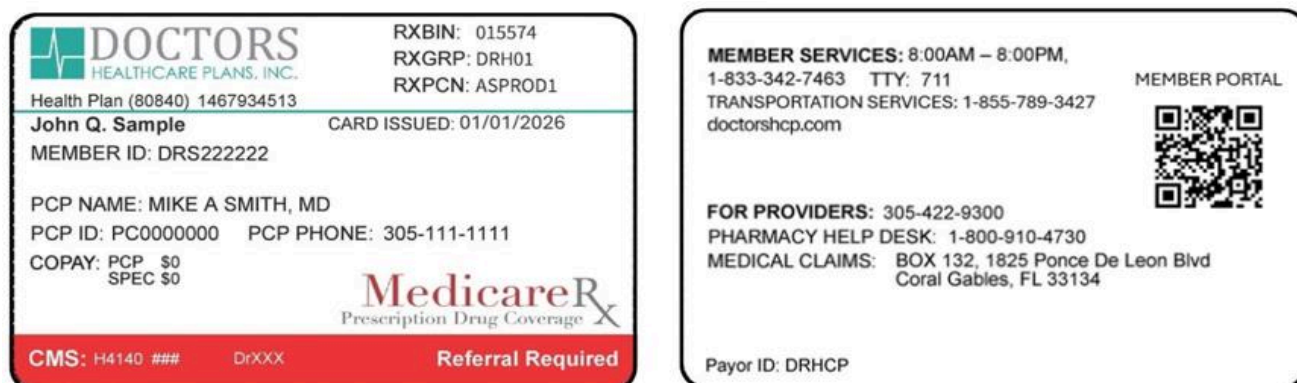 DOCTORS
HEALTHCARE PLANS, INC.
Health Plan (80840) 1467934513
RXBIN: 015574
RXGRP: DRH01
RXPCN: ASPROD1
John Q. Sample CARD ISSUED: 01/01/2026
MEMBER ID: DRS222222
PCP NAME: MIKE A SMITH, MD
PCP ID: PC0000000 PCP PHONE: 305-111-1111
COPAY: PCP $0
SPEC $0
MedicareRx
Prescription Drug Coverage
CMS: H4140 ### DrXXX Referral Required
MEMBER SERVICES: 8:00AM – 8:00PM,
1-833-342-7463 TTY: 711
TRANSPORTATION SERVICES: 1-855-789-3427
doctorshcp.com
MEMBER PORTAL
FOR PROVIDERS: 305-422-9300
PHARMACY HELP DESK: 1-800-910-4730
MEDICAL CLAIMS: BOX 132, 1825 Ponce De Leon Blvd
Coral Gables, FL 33134
Payor ID: DRHCP